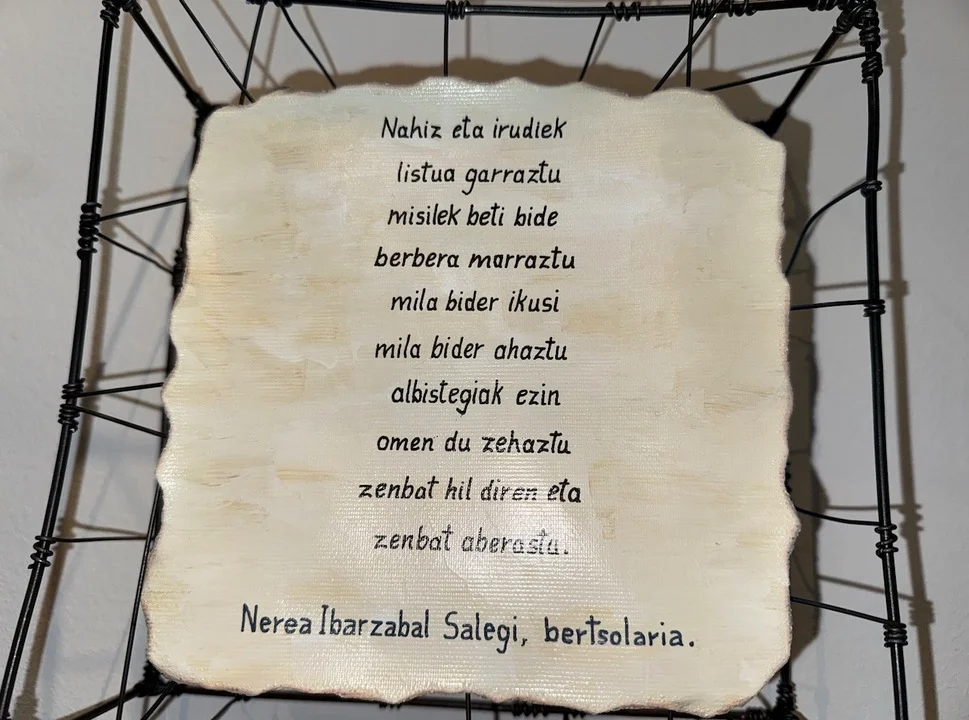 Nahiz eta irudiek
listua garraztu
misilek beti bide
berbera marraztu
mila bider ikusi
mila bider ahaztu
albistegiak ezin
omen du zehaztu
zenbat hil diren eta
zenbat aberastu.
Nerea Ibarzabal Salegi, bertsolaria.